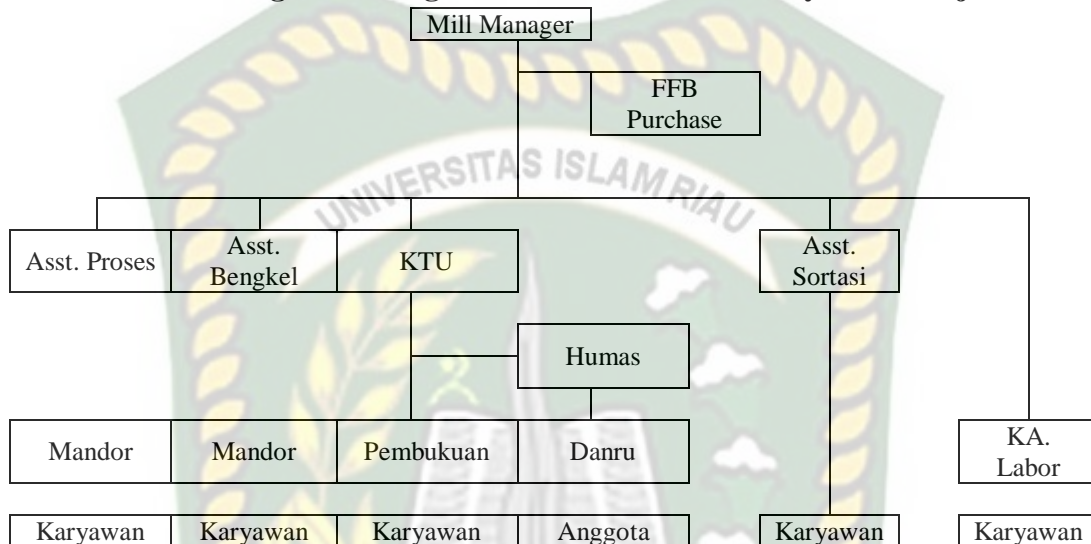 Mill Manager
FFB
Purchase
UNIVERSITAS ISLAM RIAU
Asst. Proses
Asst.
Bengkel
KTU
Asst.
Sortasi
Humas
Mandor
Mandor
Pembukuan
Danru
KA.
Labor
Karyawan
Karyawan
Karyawan
Anggota
Karyawan
Karyawan